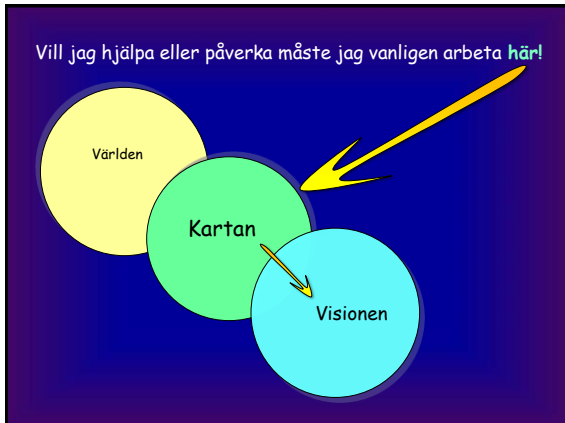 Vill jag hjälpa eller påverka måste jag vanligen arbeta här!
Världen
Kartan
Visionen